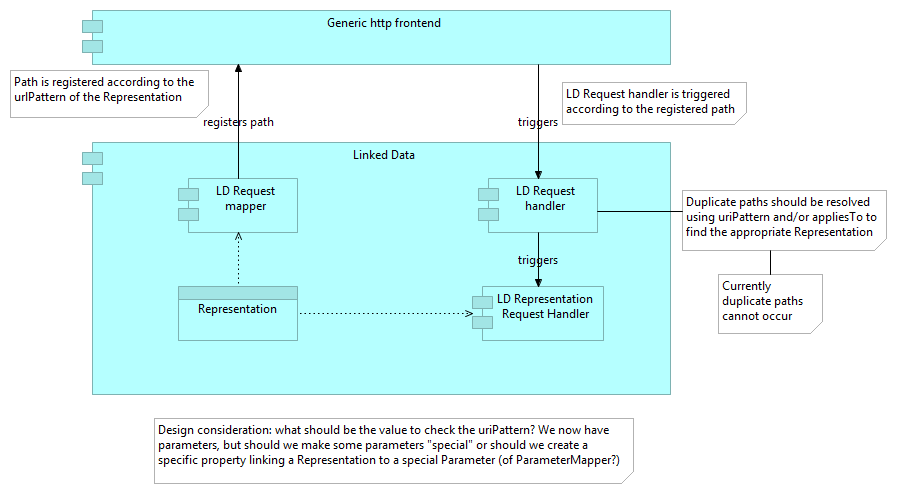 Generic http frontend
Path is registered according to the
urlPattern of the Representation
LD Request handler is triggered
according to the registered path
registers path
triggers
Linked Data
LD Request
mapper
LD Request
handler
Duplicate paths should be resolved
using uriPattern and/or appliesTo to
find the appropriate Representation
triggers
Representation
LD Representation
Request Handler
Currently
duplicate paths
cannot occur
Design consideration: what should be the value to check the uriPattern? We now have
parameters, but should we make some parameters "special" or should we create a
specific property linking a Representation to a special Parameter (of ParameterMapper?)